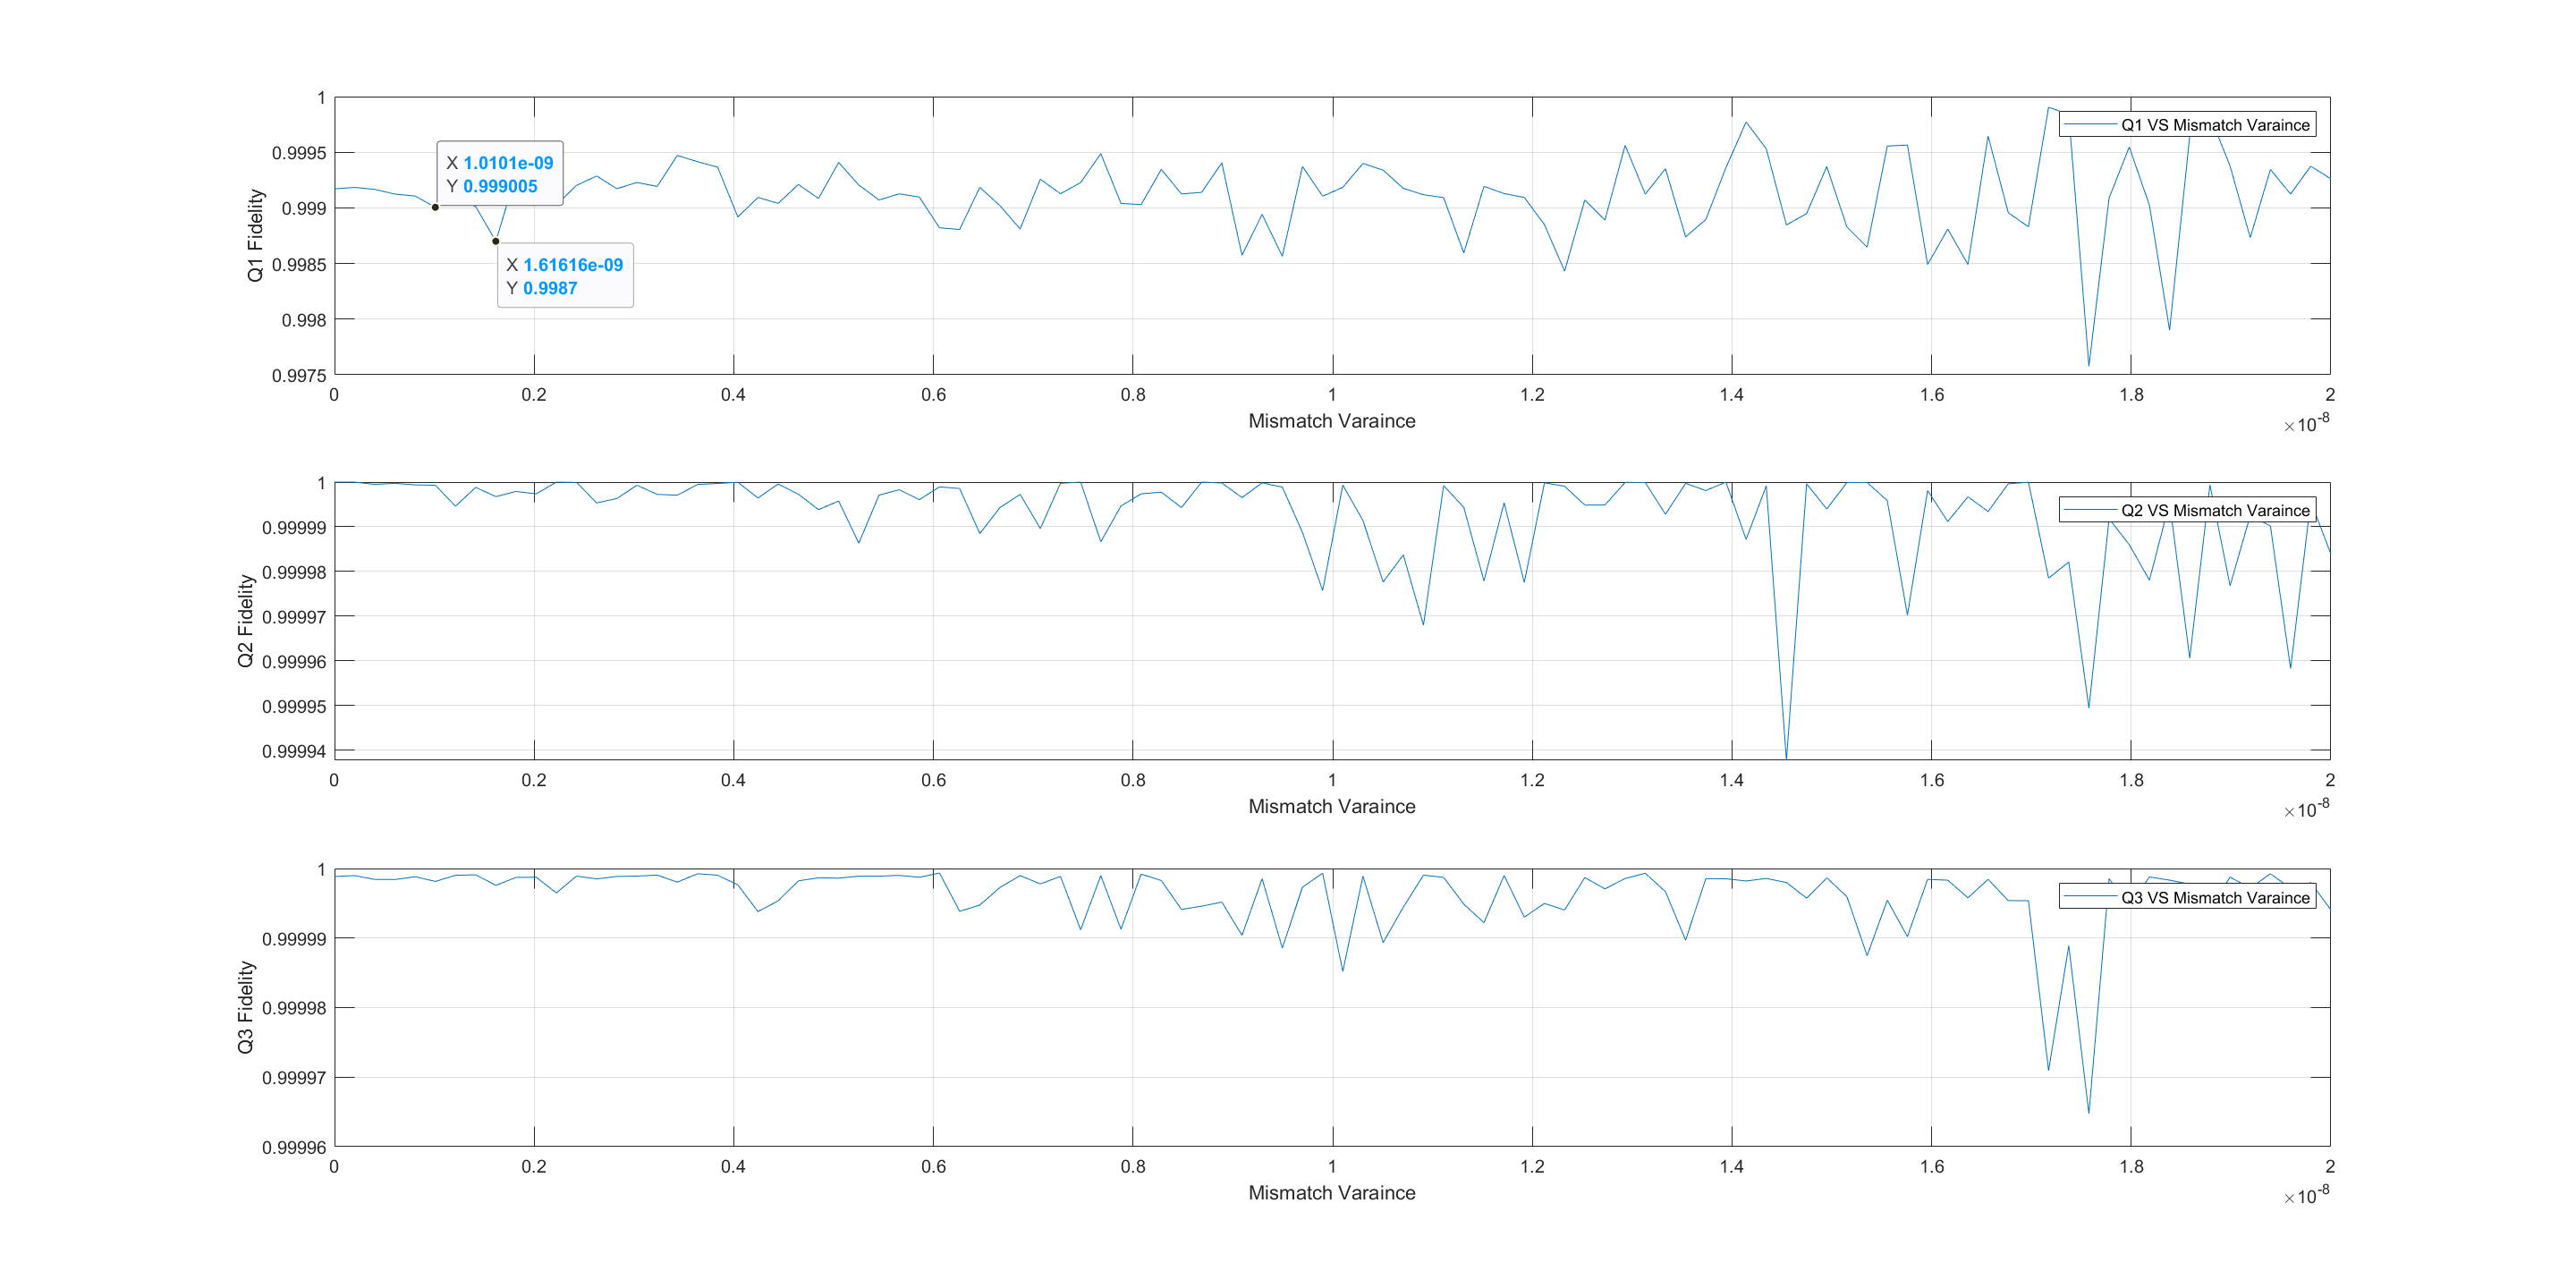 1
0.9995
0.999
0.9985
0.998
0.9975
Q1 Fidelity
X 1.0101e-09
Y 0.999005
X 1.61616e-09
Y 0.9987
Q1 VS Mismatch Varaince
0 0.2 0.4 0.6 0.8 1 1.2 1.4 1.6 1.8 2
Mismatch Varaince
×10-8
1
0.99999
0.99998
0.99997
0.99996
0.99995
0.99994
Q2 Fidelity
Q2 VS Mismatch Varaince
0 0.2 0.4 0.6 0.8 1 1.2 1.4 1.6 1.8 2
Mismatch Varaince
×10-8
1
0.99999
0.99998
0.99997
0.99996
Q3 Fidelity
Q3 VS Mismatch Varaince
0 0.2 0.4 0.6 0.8 1 1.2 1.4 1.6 1.8 2
Mismatch Varaince
×10-8